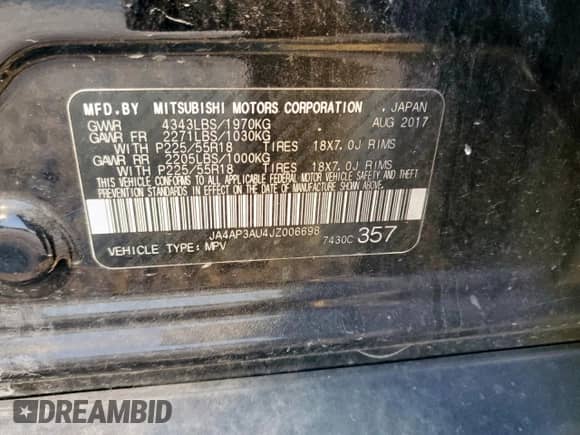 MFD.BY MITSUBISHI MOTORS CORPORATION JAPAN
GVWR 4343LBS/1970KG AUG 2017
GAWR FR 2271LBS/1030KG
WITH P225/55R18 18X7.0J RIMS
GAWR RR 2205LBS/1000KG
WITH P225/55R18 18X7.0J RIMS
THIS VEHICLE CONFORMS TO ALL APPLICABLE FEDERAL MOTOR VEHICLE SAFETY AND THEFT
PREVENTION STANDARDS IN EFFECT ON THE DATE OF MANUFACTURE SHOWN ABOVE.
JA4AP3AU4JZ006698
VEHICLE TYPE: MPV 7430C 357
DREAMBID